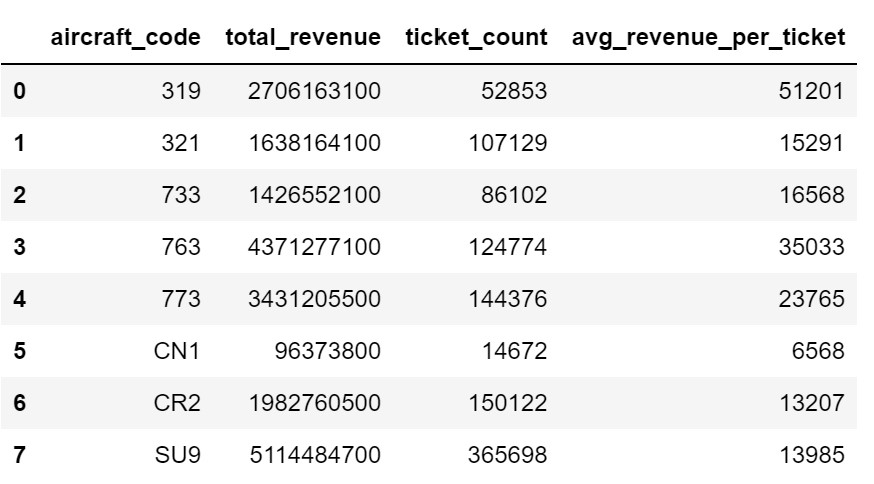 aircraft_code total_revenue ticket_count avg_revenue_per_ticket
0 319 2706163100 52853 51201
1 321 1638164100 107129 15291
2 733 1426552100 86102 16568
3 763 4371277100 124774 35033
4 773 3431205500 144376 23765
5 CN1 96373800 14672 6568
6 CR2 1982760500 150122 13207
7 SU9 5114484700 365698 13985